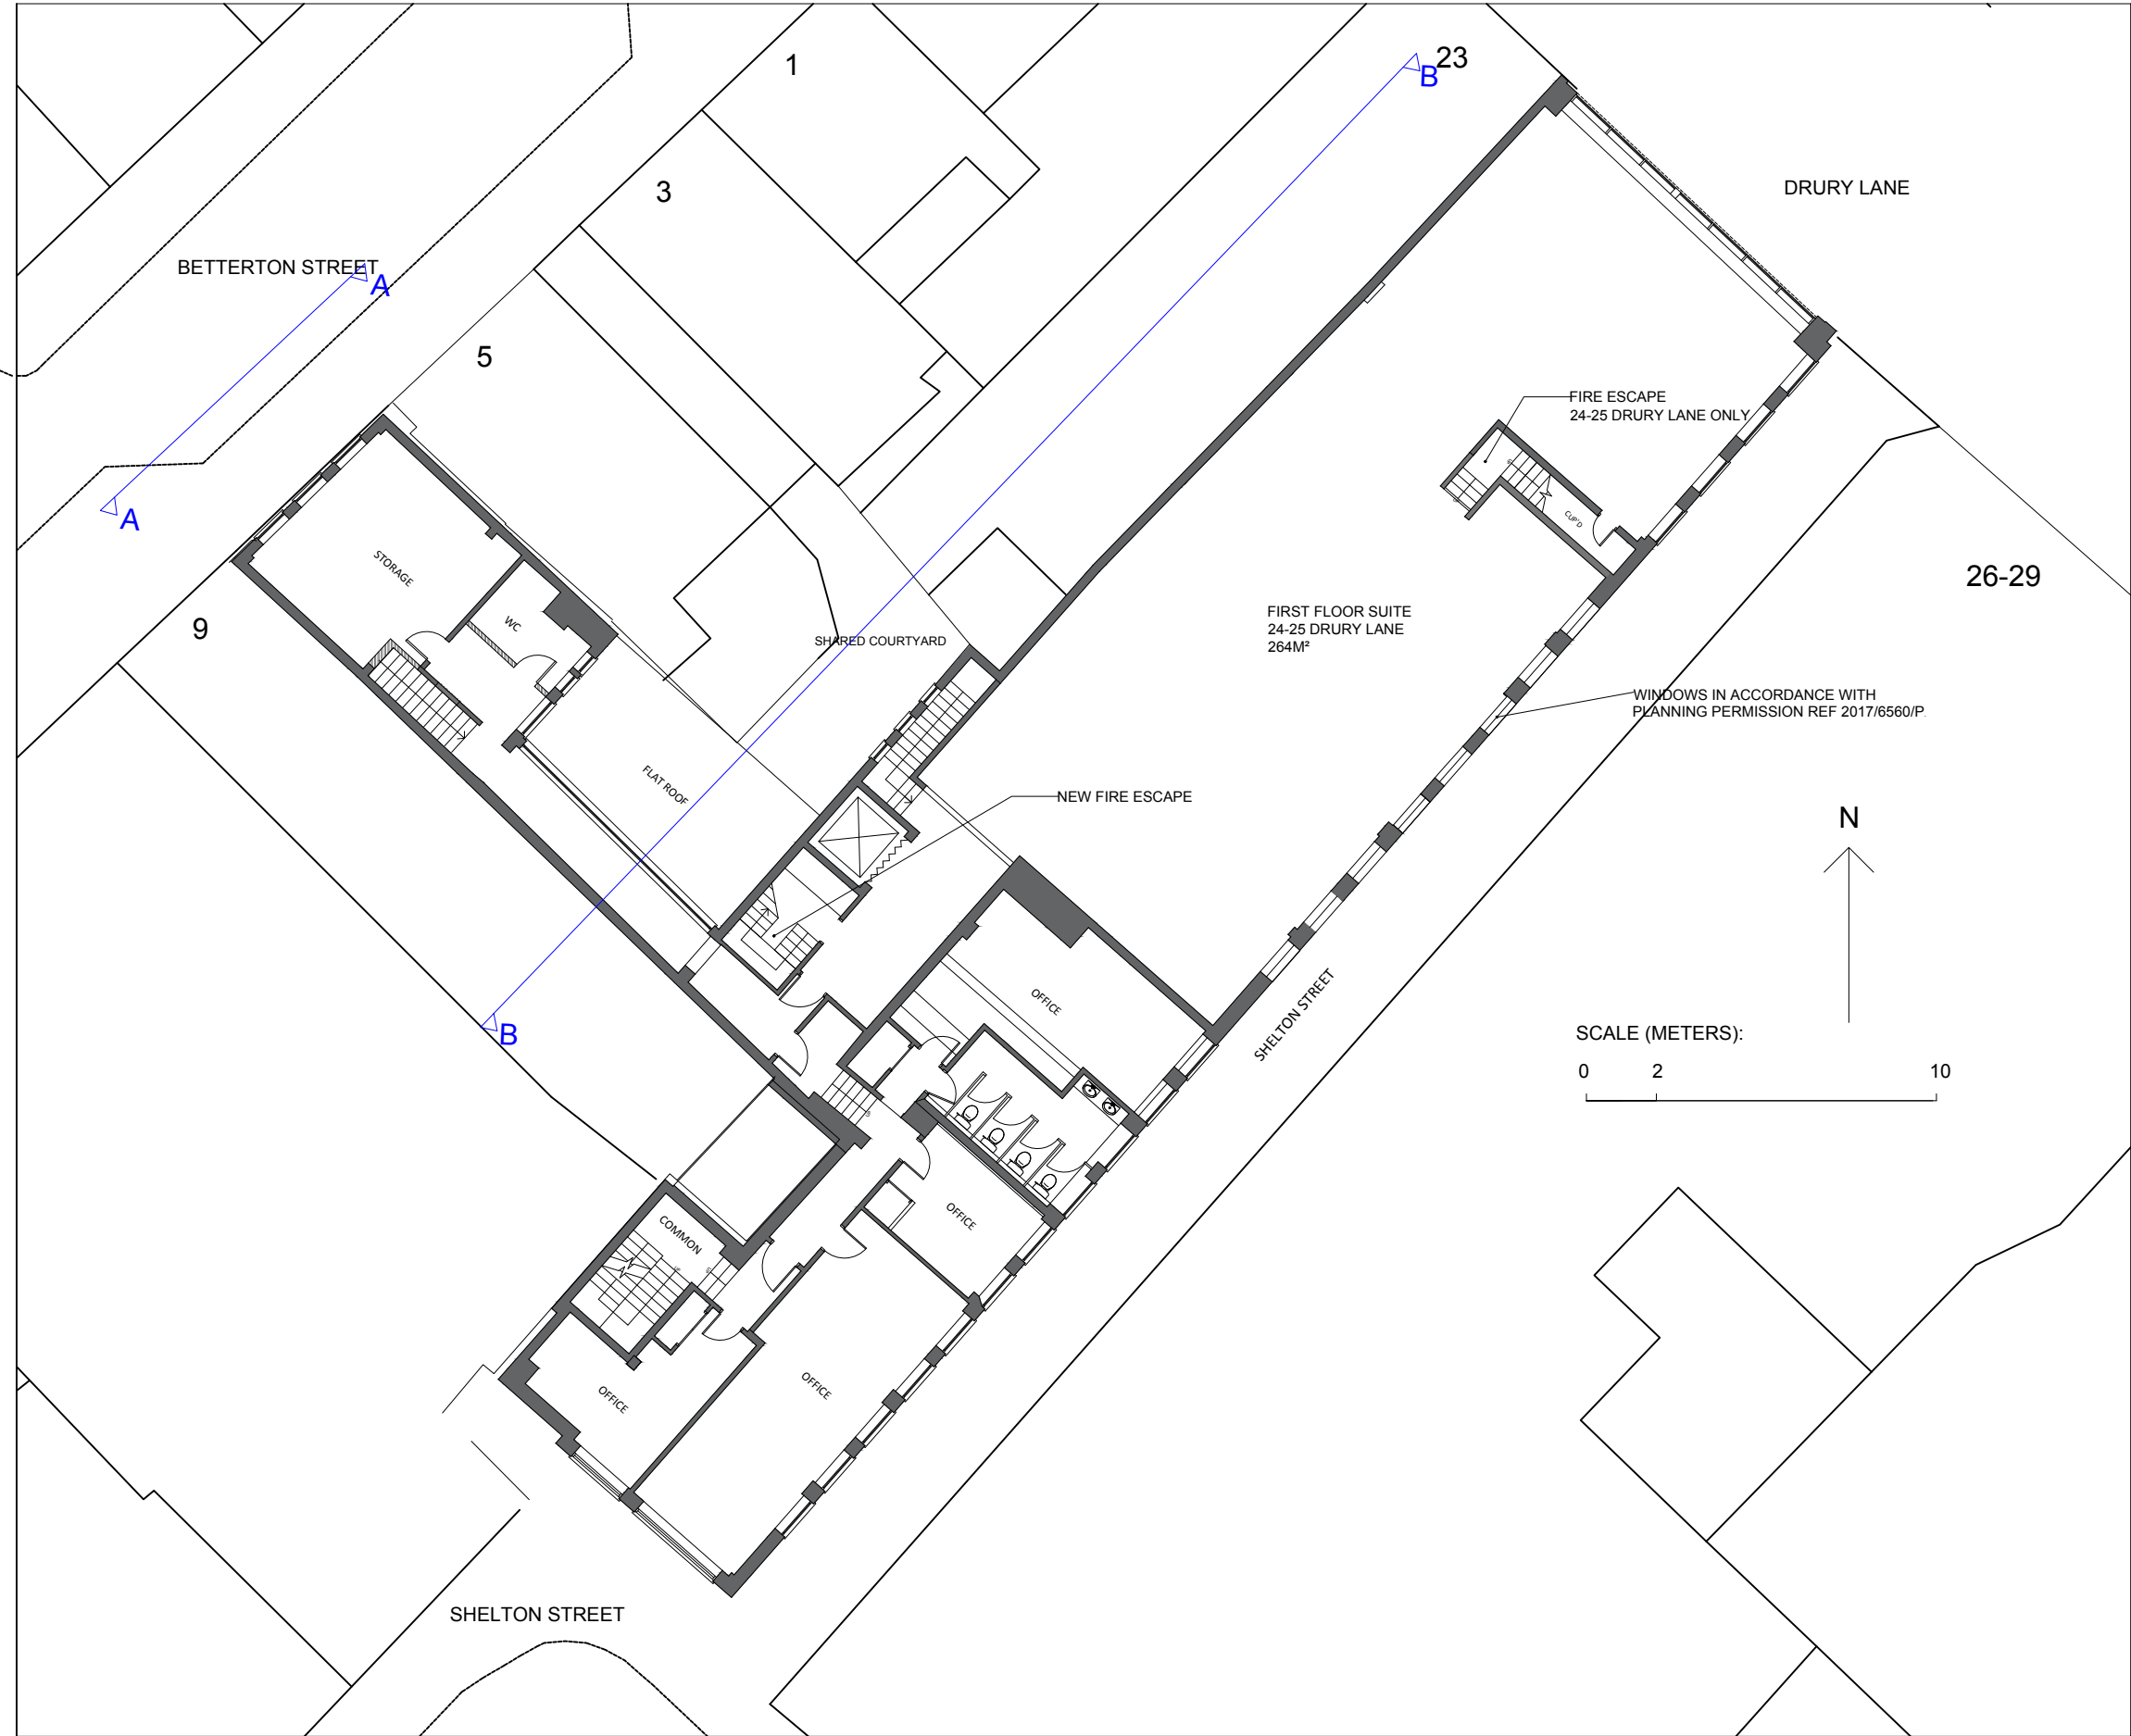 1
B
23
3
DRURY LANE
BETTERTON STREET
A
5
FIRE ESCAPE
24-25 DRURY LANE ONLY
A
CUP'D
STORAGE
26-29
FIRST FLOOR SUITE
24-25 DRURY LANE
264M²
9
WC
SHARED COURTYARD
WINDOWS IN ACCORDANCE WITH
PLANNING PERMISSION REF 2017/6560/P.
FLAT ROOF
NEW FIRE ESCAPE
N
OFFICE
SHELTON STREET
B
SCALE (METERS):
0 2 10
OFFICE
COMMON
OFFICE
OFFICE
SHELTON STREET